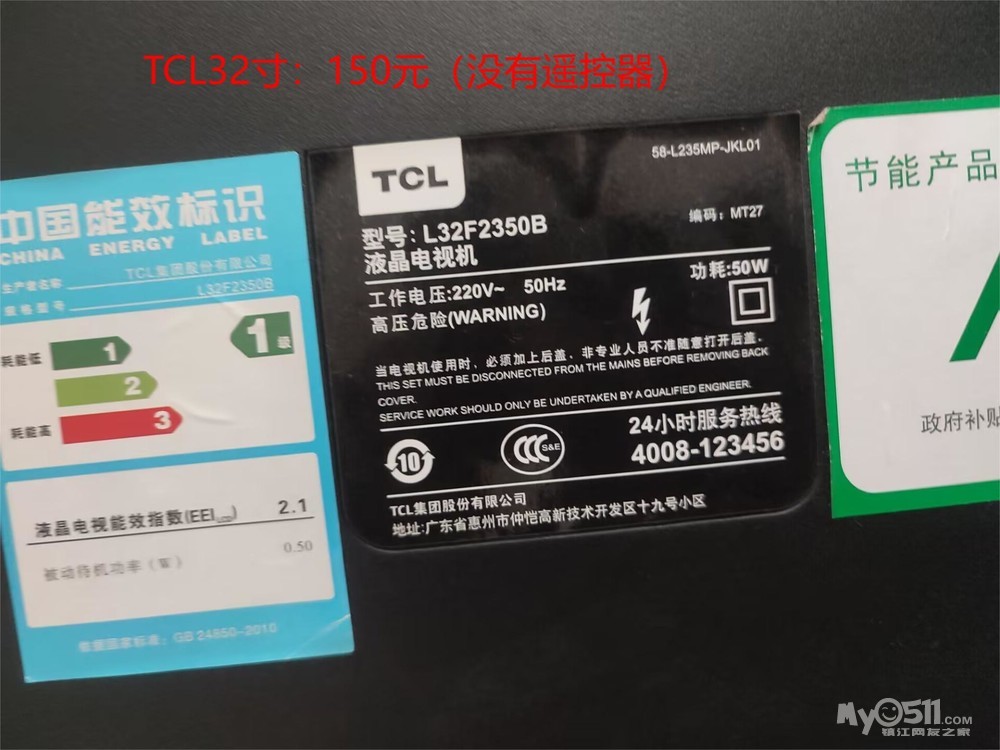 TCL32寸：150元（没有遥控器）
中国能效标识
CHINA ENERGY LABEL
生产者名称 TCL集团股份有限公司
规格型号 L32F2350B
耗能低
1
1级
2
3
耗能高
液晶电视能效指数(EEILCD) 2.1
被动待机功率（W） 0.50
依据国家标准：GB 24850-2010
TCL
58-L235MP-JKL01
型号：L32F2350B
编码：MT27
液晶电视机
工作电压:220V~ 50Hz
功耗:50W
高压危险(WARNING)
当电视机使用时，必须加上后盖，非专业人员不准随意打开后盖.
THIS SET MUST BE DISCONNECTED FROM THE MAINS BEFORE REMOVING BACK
COVER.
SERVICE WORK SHOULD ONLY BE UNDERTAKEN BY A QUALIFIED ENGINEER.
10
CCC S&E
24小时服务热线
4008-123456
TCL集团股份有限公司
地址:广东省惠州市仲恺高新技术开发区十九号小区
节能产品
政府补贴
My0511.COM
镇江网友之家